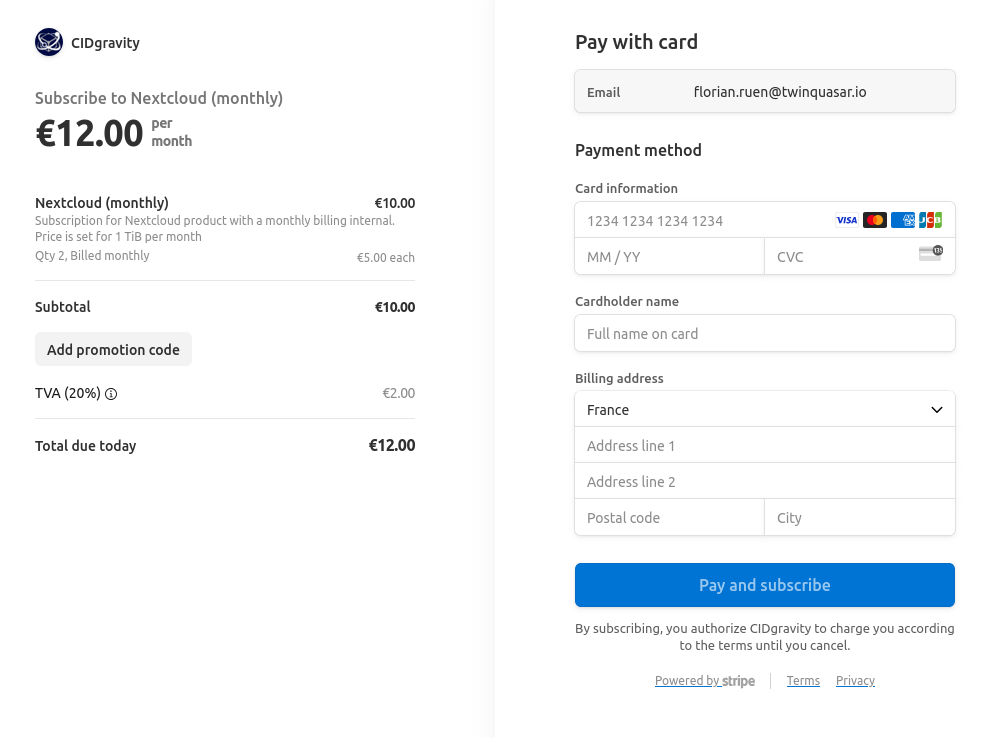 CIDgravity
Subscribe to Nextcloud (monthly)
€12.00 per
month
Nextcloud (monthly) €10.00
Subscription for Nextcloud product with a monthly billing internal.
Price is set for 1 TiB per month
Qty 2, Billed monthly €5.00 each
Subtotal €10.00
Add promotion code
TVA (20%) €2.00
Total due today €12.00
Pay with card
Email florian.ruen@twinquasar.io
Payment method
Card information
1234 1234 1234 1234 VISA AMEX JCB
MM / YY CVC 135
Cardholder name
Full name on card
Billing address
France
Address line 1
Address line 2
Postal code City
Pay and subscribe
By subscribing, you authorize CIDgravity to charge you according
to the terms until you cancel.
Powered by stripe Terms Privacy